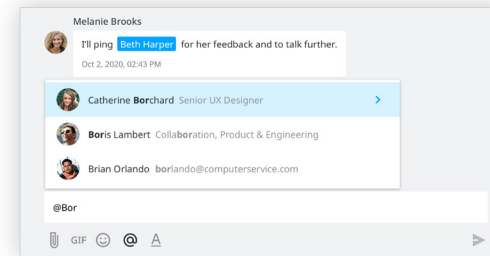 Melanie Brooks
I'll ping Beth Harper for her feedback and to talk further.
Oct 2, 2020, 02:43 PM
Catherine Borchard Senior UX Designer
Boris Lambert Collaboration, Product & Engineering
Brian Orlando borlando@computerservice.com
@Bor
GIF @ A